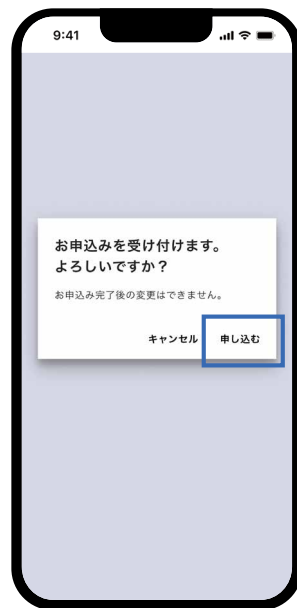 9:41
お申込みを受け付けます。
よろしいですか？
お申込み完了後の変更はできません。
キャンセル 申し込む